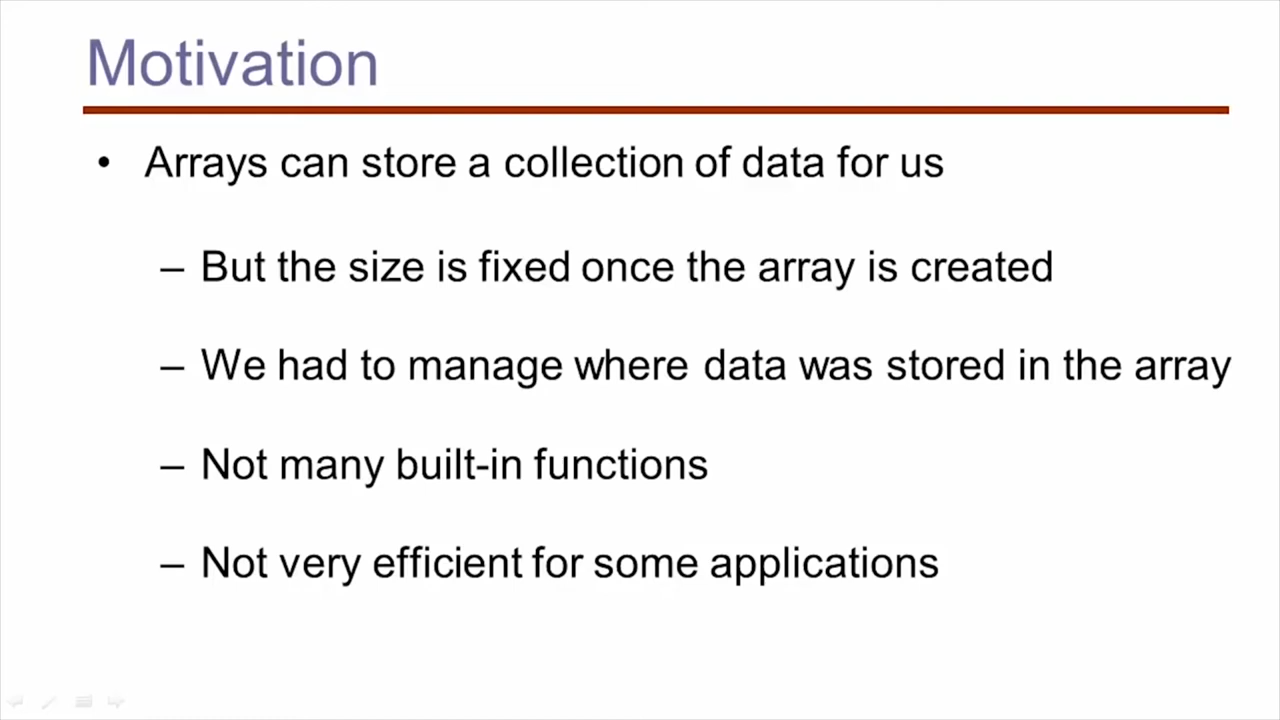 Motivation
• Arrays can store a collection of data for us
– But the size is fixed once the array is created
– We had to manage where data was stored in the array
– Not many built-in functions
– Not very efficient for some applications